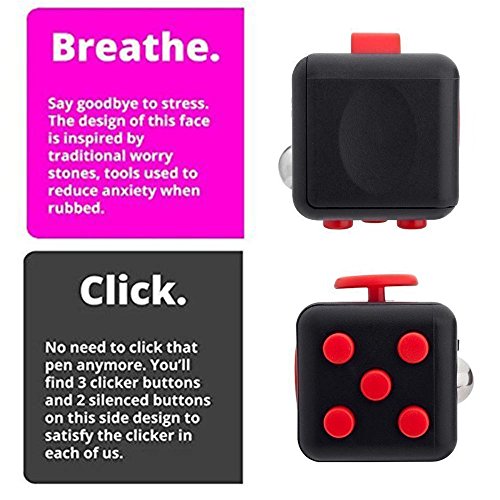 Breathe.
Say goodbye to stress.
The design of this face
is inspired by
traditional worry
stones, tools used to
reduce anxiety when
rubbed.
Click.
No need to click that
pen anymore. You’ll
find 3 clicker buttons
and 2 silenced buttons
on this side design to
satisfy the clicker in
each of us.